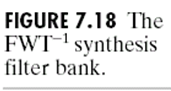 FIGURE 7.18 The
FWT⁻¹ synthesis
filter bank.